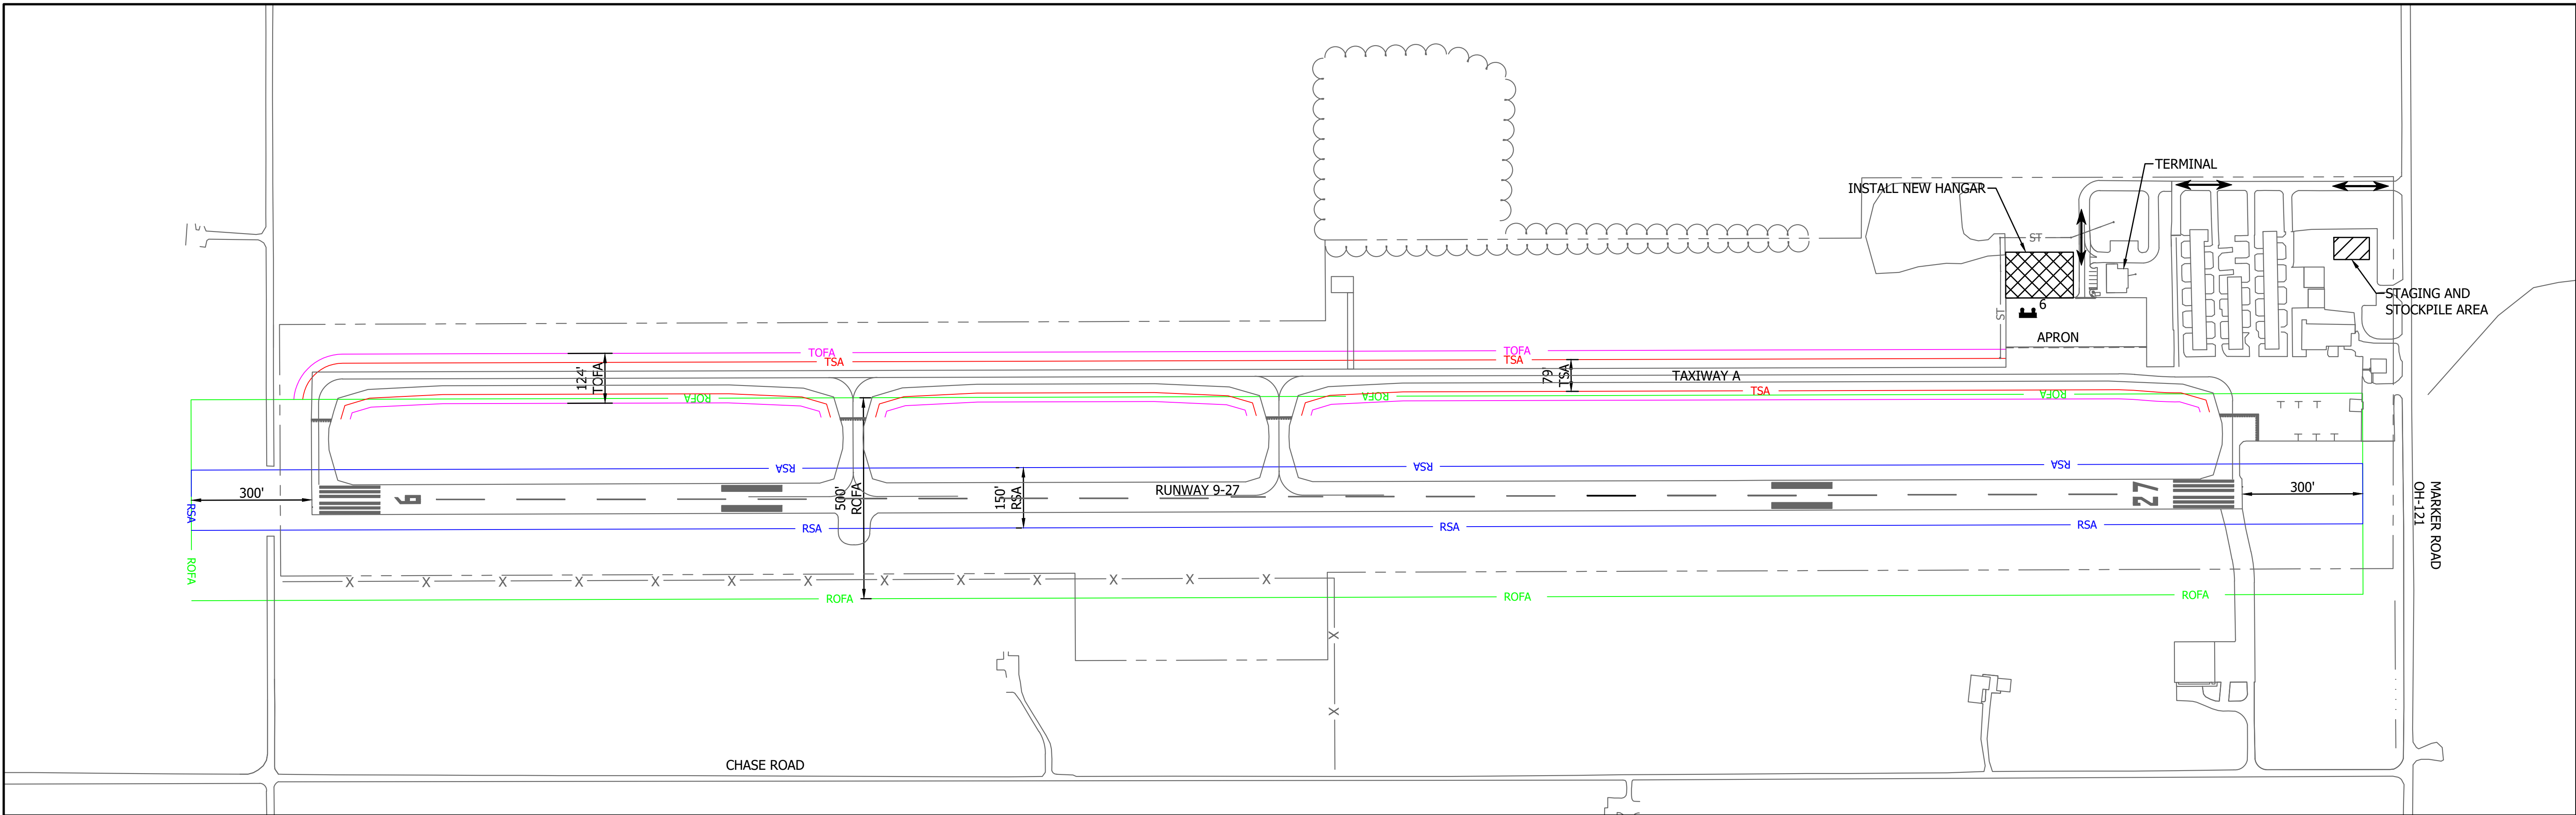 TERMINAL
INSTALL NEW HANGAR
ST
STAGING AND
STOCKPILE AREA
6
ST
APRON
TOFA
TSA
TOFA
TSA
124'
TOFA
79'
TSA
TAXIWAY A
TSA
ROFA
ROFA
ROFA
RSA
RSA
RSA
300'
9
500'
ROFA
150'
RSA
RUNWAY 9-27
27
300'
MARKER ROAD
OH-121
RSA
RSA
RSA
RSA
ROFA
X X X X X X X X X X X X X
ROFA
ROFA
ROFA
X
X
CHASE ROAD